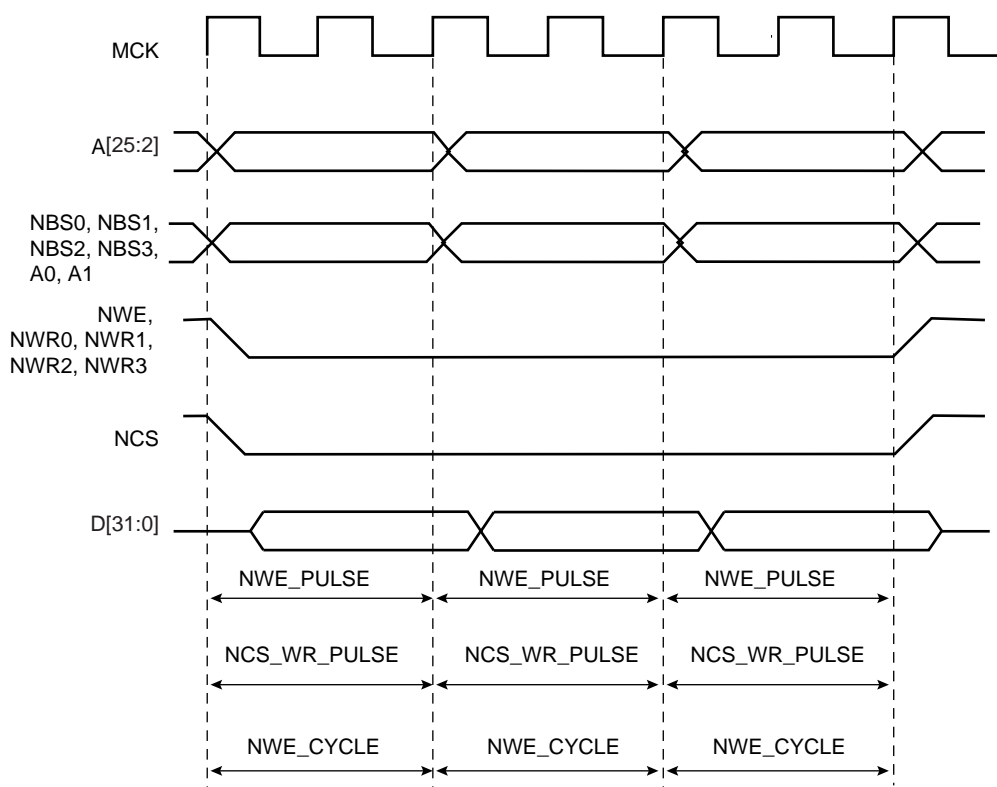 MCK
A[25:2]
NBS0, NBS1,
NBS2, NBS3,
A0, A1
NWE,
NWR0, NWR1,
NWR2, NWR3
NCS
D[31:0]
NWE_PULSE NWE_PULSE NWE_PULSE
NCS_WR_PULSE NCS_WR_PULSE NCS_WR_PULSE
NWE_CYCLE NWE_CYCLE NWE_CYCLE